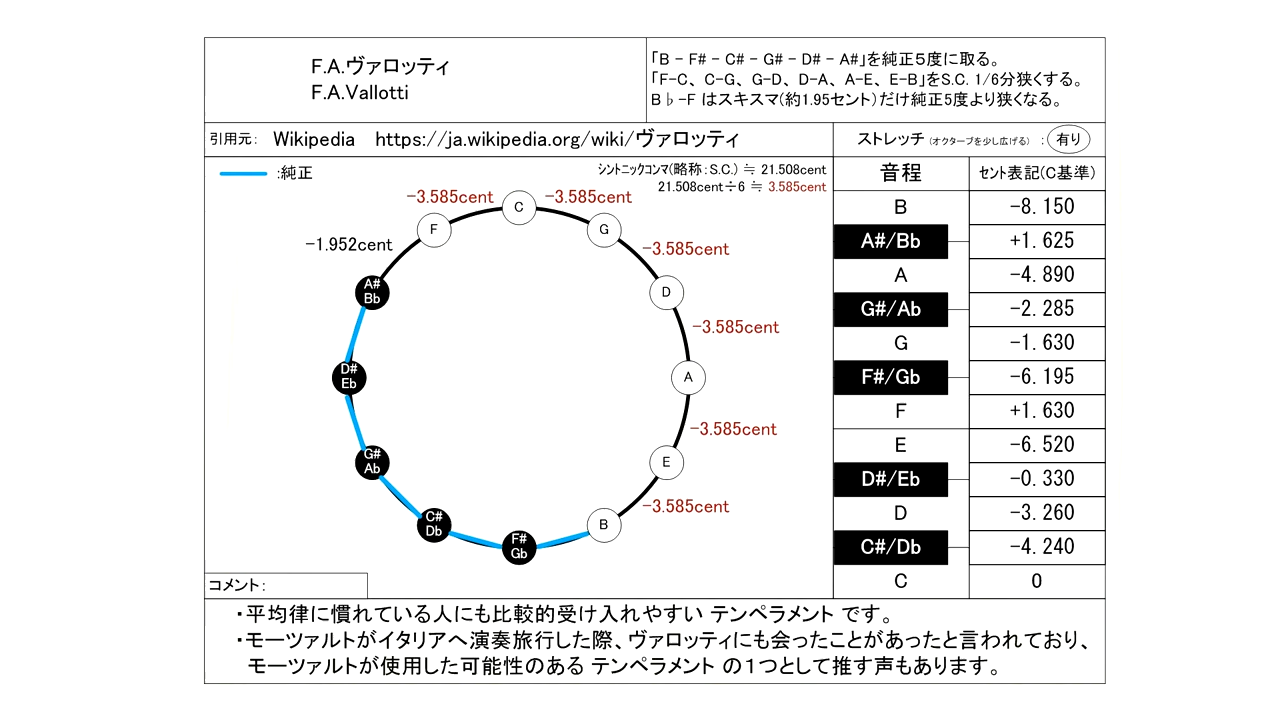 F.A.ヴァロッティ
F.A.Vallotti
「B − F# − C# − G# − D# − A#」を純正5度に取る。
「F-C、C-G、G-D、D-A、A-E、E-B」をS.C. 1/6分狭くする。
B♭-F はスキスマ(約1.95セント)だけ純正5度より狭くなる。
引用元： Wikipedia https://ja.wikipedia.org/wiki/ヴァロッティ
ストレッチ (オクターブを少し広げる) ： 有り
:純正
シントニックコンマ(略称：S.C.) ≒ 21.508cent
21.508cent÷6 ≒ 3.585cent
-3.585cent
-3.585cent
-1.952cent
-3.585cent
-3.585cent
-3.585cent
-3.585cent
C
G
D
A
E
B
F#
Gb
C#
Db
G#
Ab
D#
Eb
A#
Bb
F
音程 セント表記(C基準)
B -8.150
A#/Bb +1.625
A -4.890
G#/Ab -2.285
G -1.630
F#/Gb -6.195
F +1.630
E -6.520
D#/Eb -0.330
D -3.260
C#/Db -4.240
C 0
コメント：
・平均律に慣れている人にも比較的受け入れやすい テンペラメント です。
・モーツァルトがイタリアへ演奏旅行した際、ヴァロッティにも会ったことがあったと言われており、
モーツァルトが使用した可能性のある テンペラメント の１つとして推す声もあります。